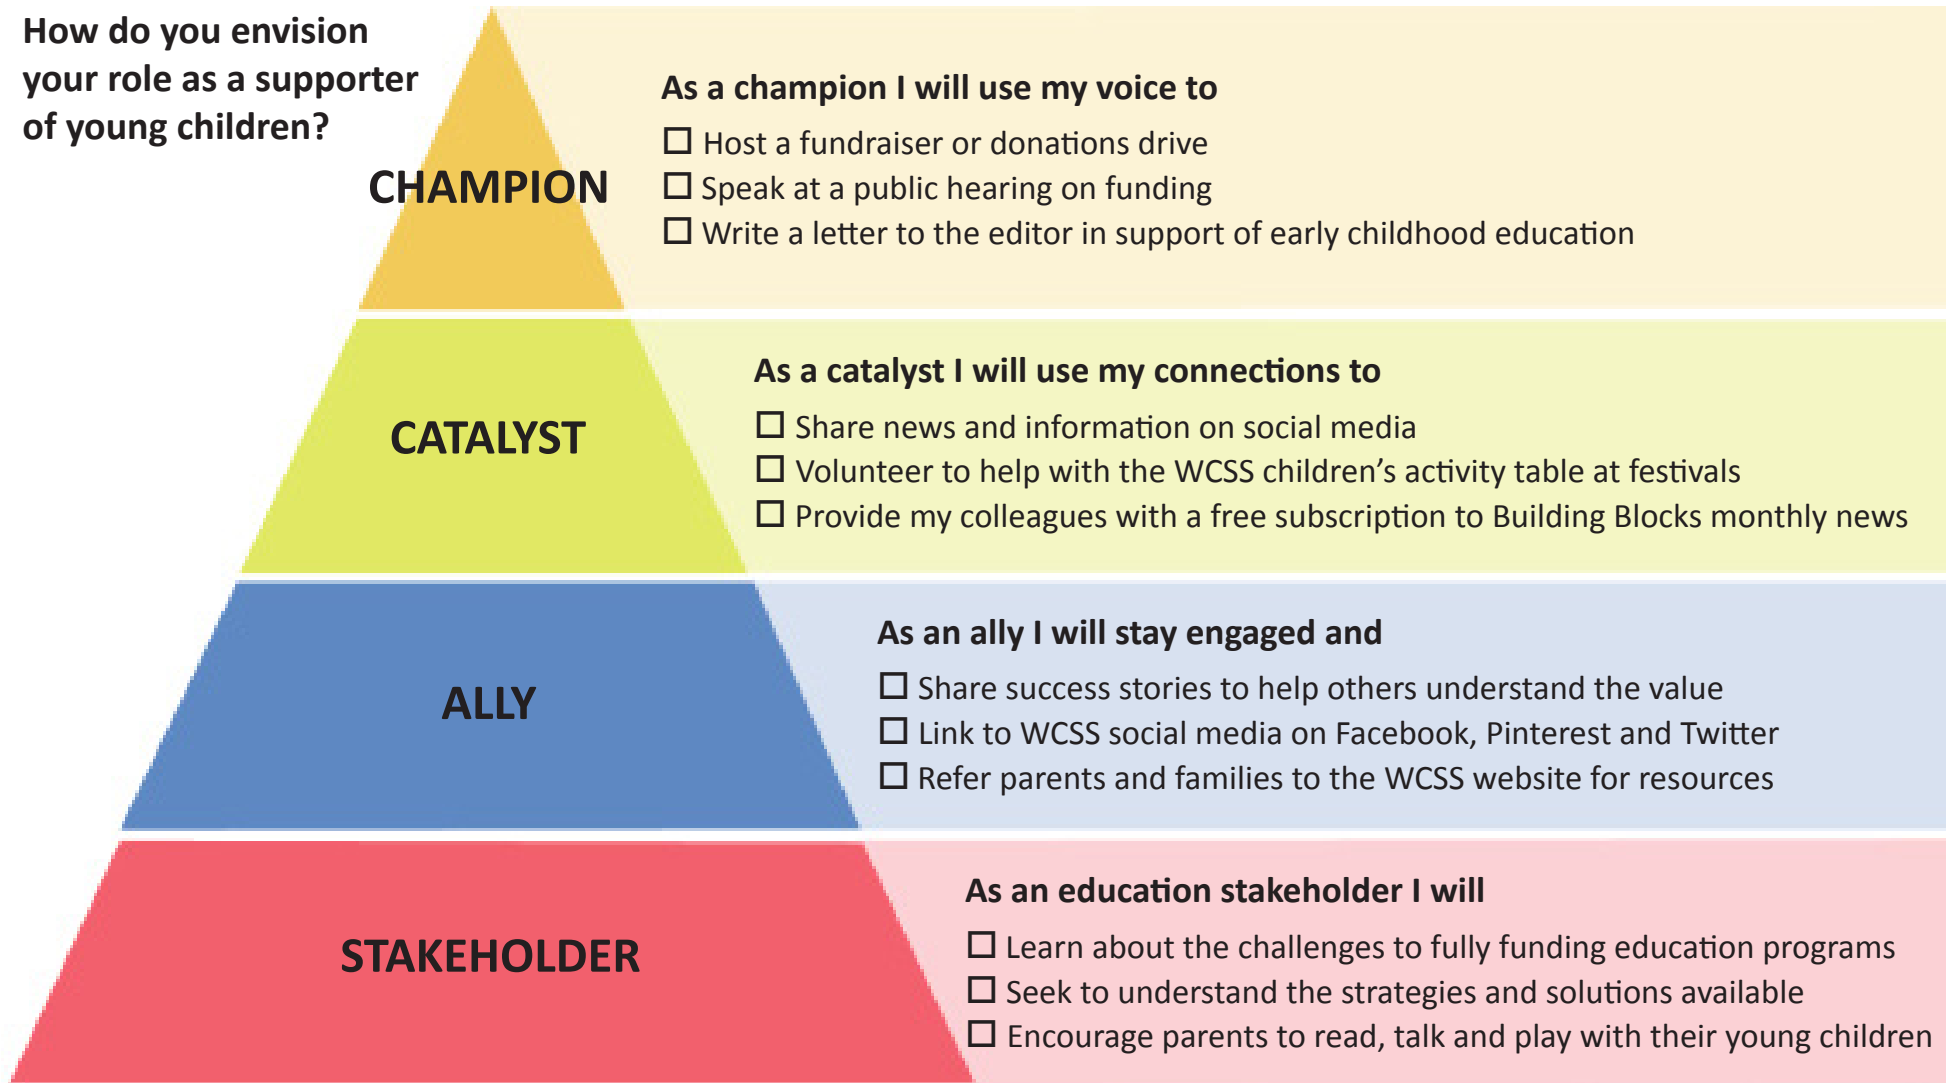 How do you envision
your role as a supporter
of young children?
CHAMPION
As a champion I will use my voice to
☐ Host a fundraiser or donations drive
☐ Speak at a public hearing on funding
☐ Write a letter to the editor in support of early childhood education
CATALYST
As a catalyst I will use my connections to
☐ Share news and information on social media
☐ Volunteer to help with the WCSS children’s activity table at festivals
☐ Provide my colleagues with a free subscription to Building Blocks monthly news
ALLY
As an ally I will stay engaged and
☐ Share success stories to help others understand the value
☐ Link to WCSS social media on Facebook, Pinterest and Twitter
☐ Refer parents and families to the WCSS website for resources
STAKEHOLDER
As an education stakeholder I will
☐ Learn about the challenges to fully funding education programs
☐ Seek to understand the strategies and solutions available
☐ Encourage parents to read, talk and play with their young children